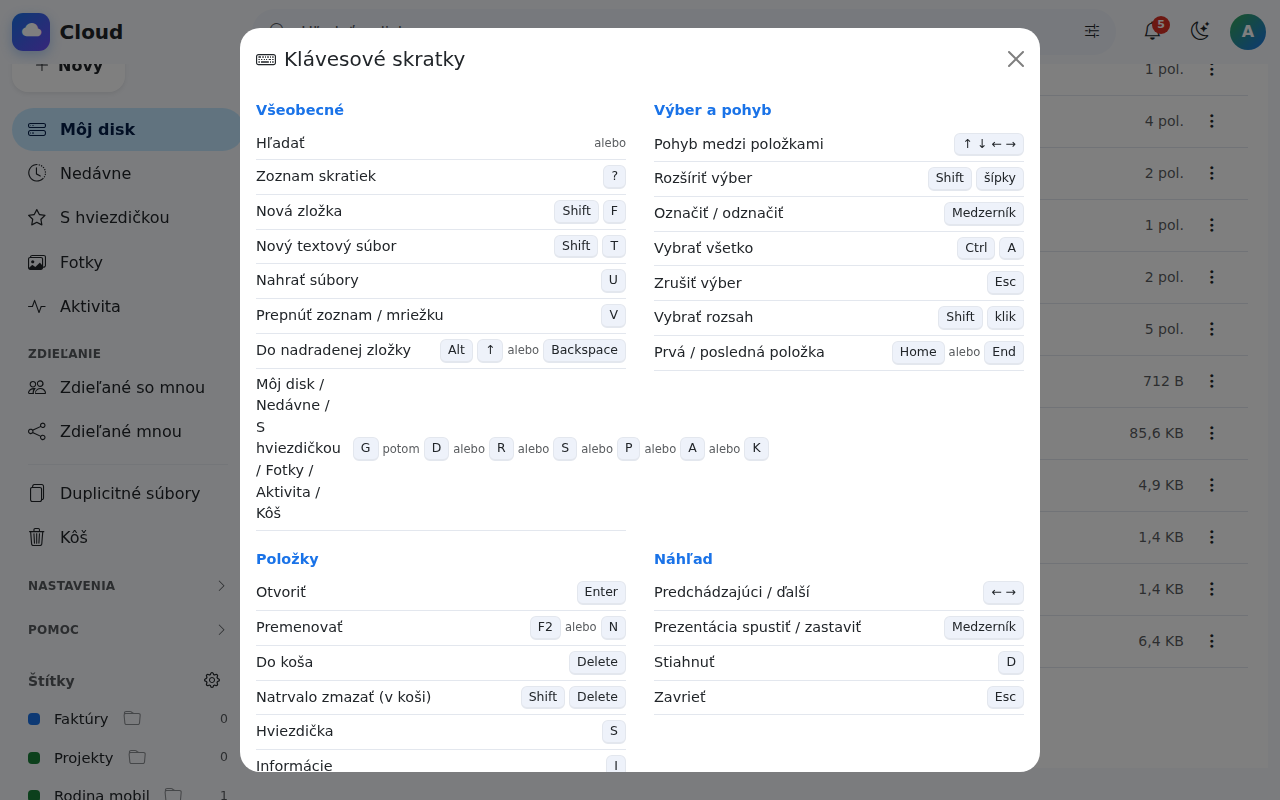 Cloud
5
A
Nový
Môj disk
Nedávne
S hviezdičkou
Fotky
Aktivita
ZDIEĽANIE
Zdieľané so mnou
Zdieľané mnou
Duplicitné súbory
Kôš
NASTAVENIA
POMOC
Štítky
Faktúry 0
Projekty 0
Rodina mobil 1
Klávesové skratky
Všeobecné
Hľadať alebo
Zoznam skratiek ?
Nová zložka Shift F
Nový textový súbor Shift T
Nahrať súbory U
Prepnúť zoznam / mriežku V
Do nadradenej zložky Alt ↑ alebo Backspace
Môj disk /
Nedávne /
S
hviezdičkou G potom D alebo R alebo S alebo P alebo A alebo K
/ Fotky /
Aktivita /
Kôš
Výber a pohyb
Pohyb medzi položkami ↑ ↓ ← →
Rozšíriť výber Shift šípky
Označiť / odznačiť Medzerník
Vybrať všetko Ctrl A
Zrušiť výber Esc
Vybrať rozsah Shift klik
Prvá / posledná položka Home alebo End
Položky
Otvoriť Enter
Premenovať F2 alebo N
Do koša Delete
Natrvalo zmazať (v koši) Shift Delete
Hviezdička S
Informácie I
Náhľad
Predchádzajúci / ďalší ← →
Prezentácia spustiť / zastaviť Medzerník
Stiahnuť D
Zavrieť Esc
1 pol.
4 pol.
2 pol.
1 pol.
2 pol.
5 pol.
712 B
85,6 KB
4,9 KB
1,4 KB
1,4 KB
6,4 KB